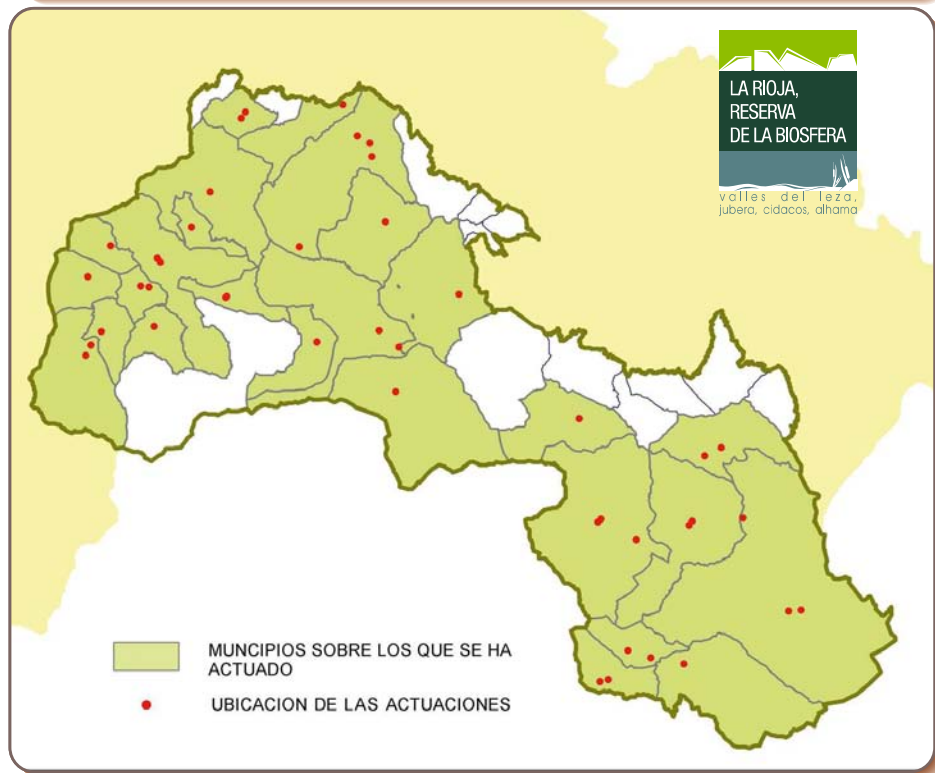 LA RIOJA,
RESERVA
DE LA BIOSFERA
valles del leza,
jubera, cidacos, alhama
MUNCIPIOS SOBRE LOS QUE SE HA
ACTUADO
UBICACION DE LAS ACTUACIONES